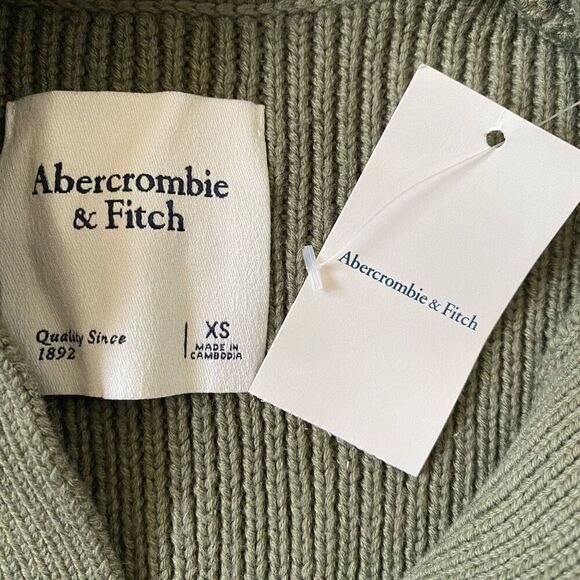 Abercrombie
& Fitch
Quality Since
1892
XS
MADE IN
CAMBODIA
Abercrombie & Fitch